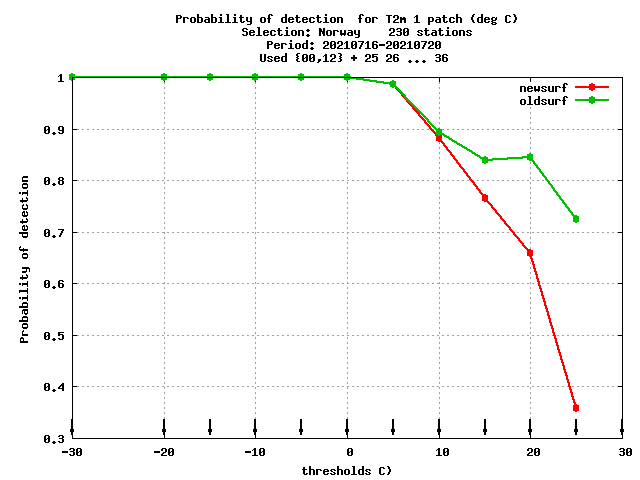 Probability of detection  for T2m 1 patch (deg C)
Selection: Norway    230 stations
Period: 20210716-20210720
Used {00,12} + 25 26 ... 36
newsurf
oldsurf
Probability of detection
1
0.9
0.8
0.7
0.6
0.5
0.4
0.3
-30 -20 -10 0 10 20 30
thresholds C)